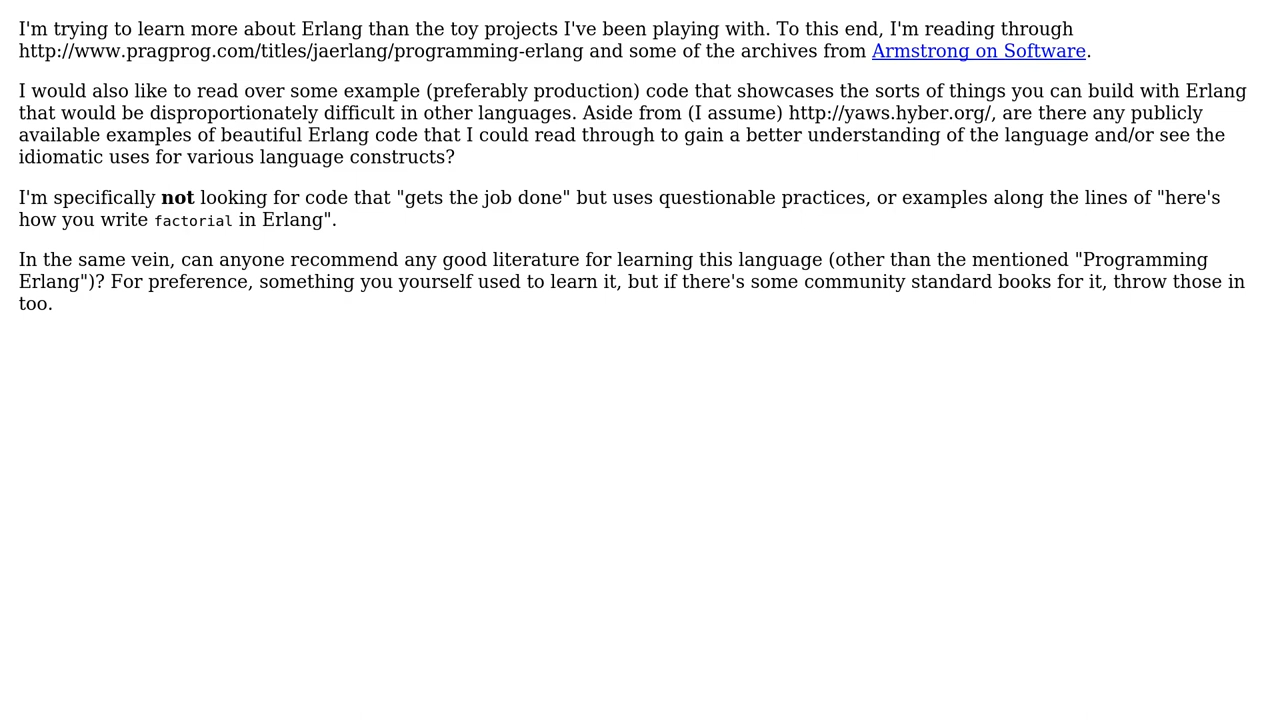 I'm trying to learn more about Erlang than the toy projects I've been playing with. To this end, I'm reading through
http://www.pragprog.com/titles/jaerlang/programming-erlang and some of the archives from Armstrong on Software.
I would also like to read over some example (preferably production) code that showcases the sorts of things you can build with Erlang
that would be disproportionately difficult in other languages. Aside from (I assume) http://yaws.hyber.org/, are there any publicly
available examples of beautiful Erlang code that I could read through to gain a better understanding of the language and/or see the
idiomatic uses for various language constructs?
I'm specifically not looking for code that "gets the job done" but uses questionable practices, or examples along the lines of "here's
how you write factorial in Erlang".
In the same vein, can anyone recommend any good literature for learning this language (other than the mentioned "Programming
Erlang")? For preference, something you yourself used to learn it, but if there's some community standard books for it, throw those in
too.